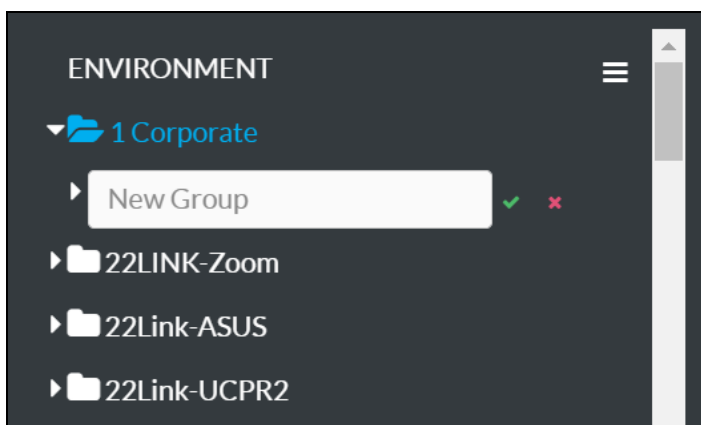 ENVIRONMENT
1 Corporate
New Group
22LINK-Zoom
22Link-ASUS
22Link-UCPR2